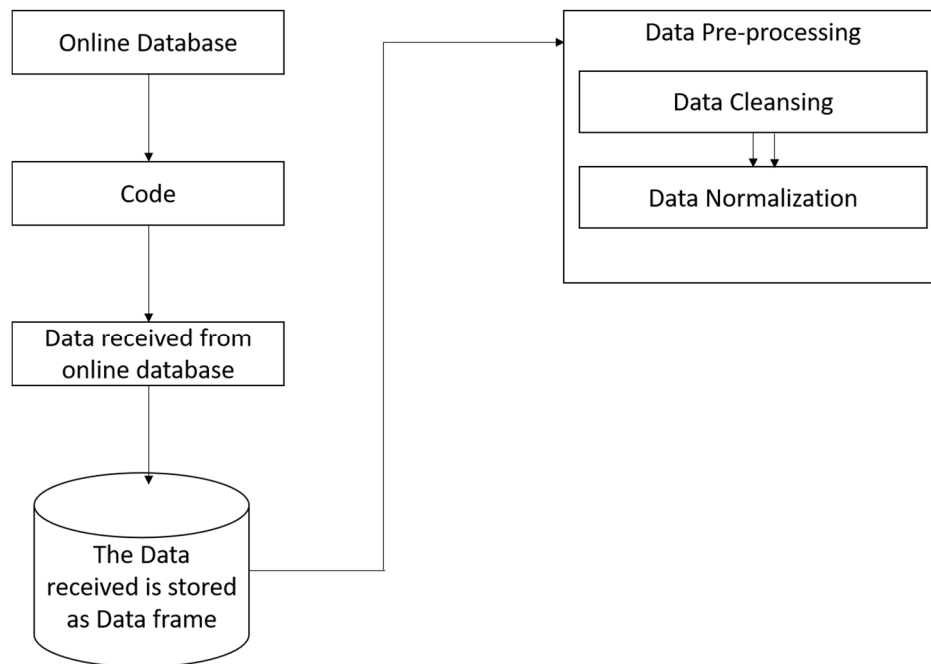 Online Database
Code
Data received from
online database
The Data
received is stored
as Data frame
Data Pre-processing
Data Cleansing
Data Normalization